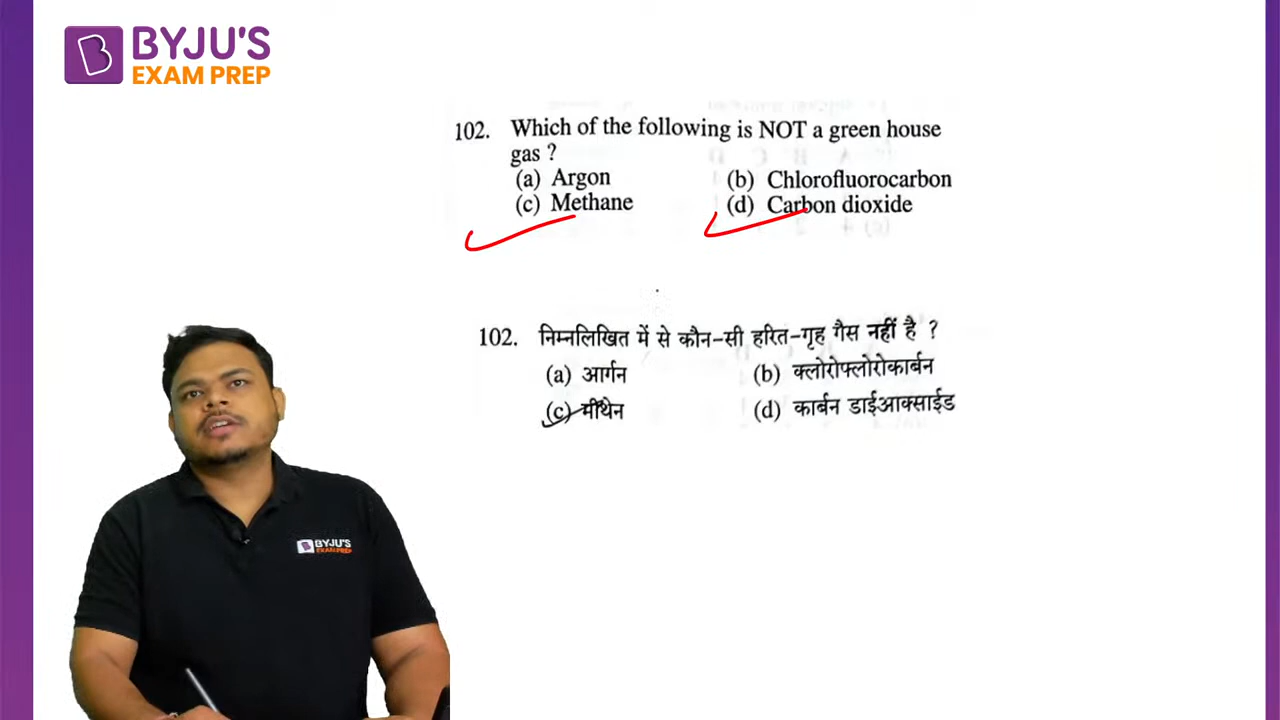 BYJU'S
EXAM PREP
102. Which of the following is NOT a green house
gas ?
(a) Argon (b) Chlorofluorocarbon
(c) Methane (d) Carbon dioxide
102. निम्नलिखित में से कौन-सी हरित-गृह गैस नहीं है ?
(a) आर्गन (b) क्लोरोफ्लोरोकार्बन
(c) मीथेन (d) कार्बन डाईआक्साईड
BYJU'S
EXAM PREP